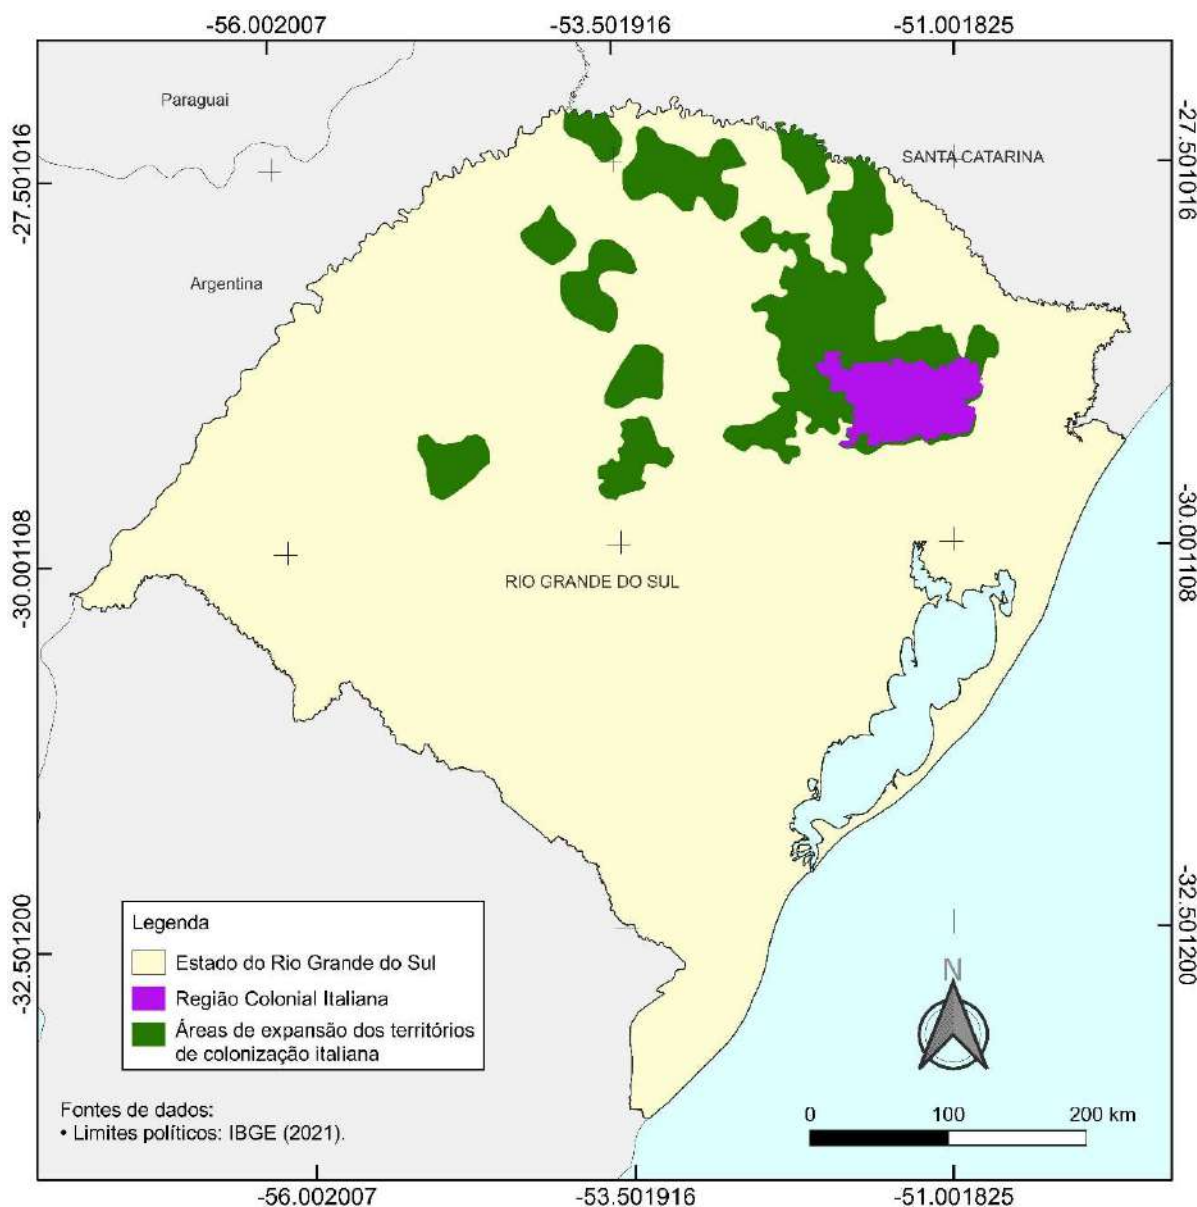 -56.002007
-53.501916
-51.001825
Paraguai
SANTA CATARINA
-27.501016
-27.501016
Argentina
-30.001108
-30.001108
RIO GRANDE DO SUL
-32.501200
-32.501200
Legenda
Estado do Rio Grande do Sul
Região Colonial Italiana
Áreas de expansão dos territórios
de colonização italiana
N
Fontes de dados:
• Limites políticos: IBGE (2021).
0 100 200 km
-56.002007
-53.501916
-51.001825